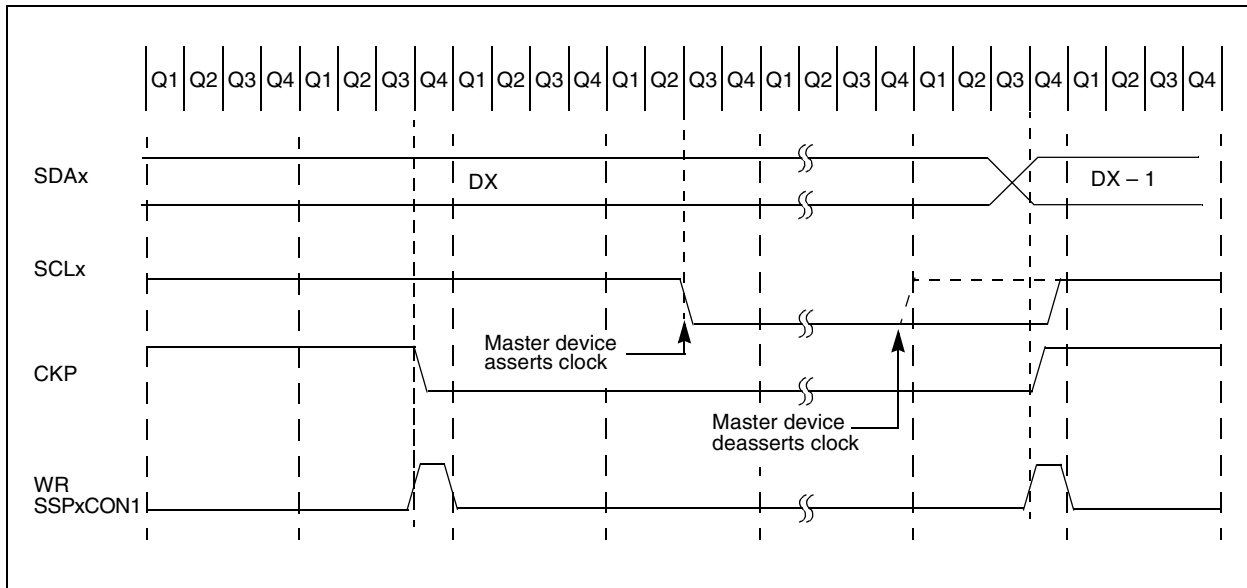 Q1 Q2 Q3 Q4 Q1 Q2 Q3 Q4 Q1 Q2 Q3 Q4 Q1 Q2 Q3 Q4 Q1 Q2 Q3 Q4 Q1 Q2 Q3 Q4 Q1 Q2 Q3 Q4
SDAx
DX
DX – 1
SCLx
Master device
asserts clock
CKP
Master device
deasserts clock
WR
SSPxCON1